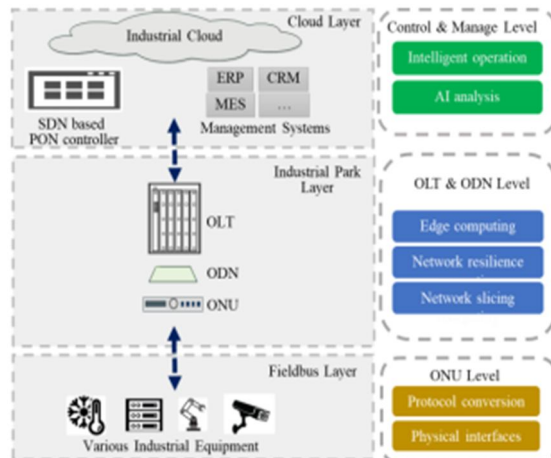 Cloud Layer
Industrial Cloud
SDN based
PON controller
ERP
CRM
MES
...
Management Systems
Control & Manage Level
Intelligent operation
AI analysis
Industrial Park
Layer
OLT
ODN
ONU
OLT & ODN Level
Edge computing
Network resilience
Network slicing
Fieldbus Layer
Various Industrial Equipment
ONU Level
Protocol conversion
Physical interfaces